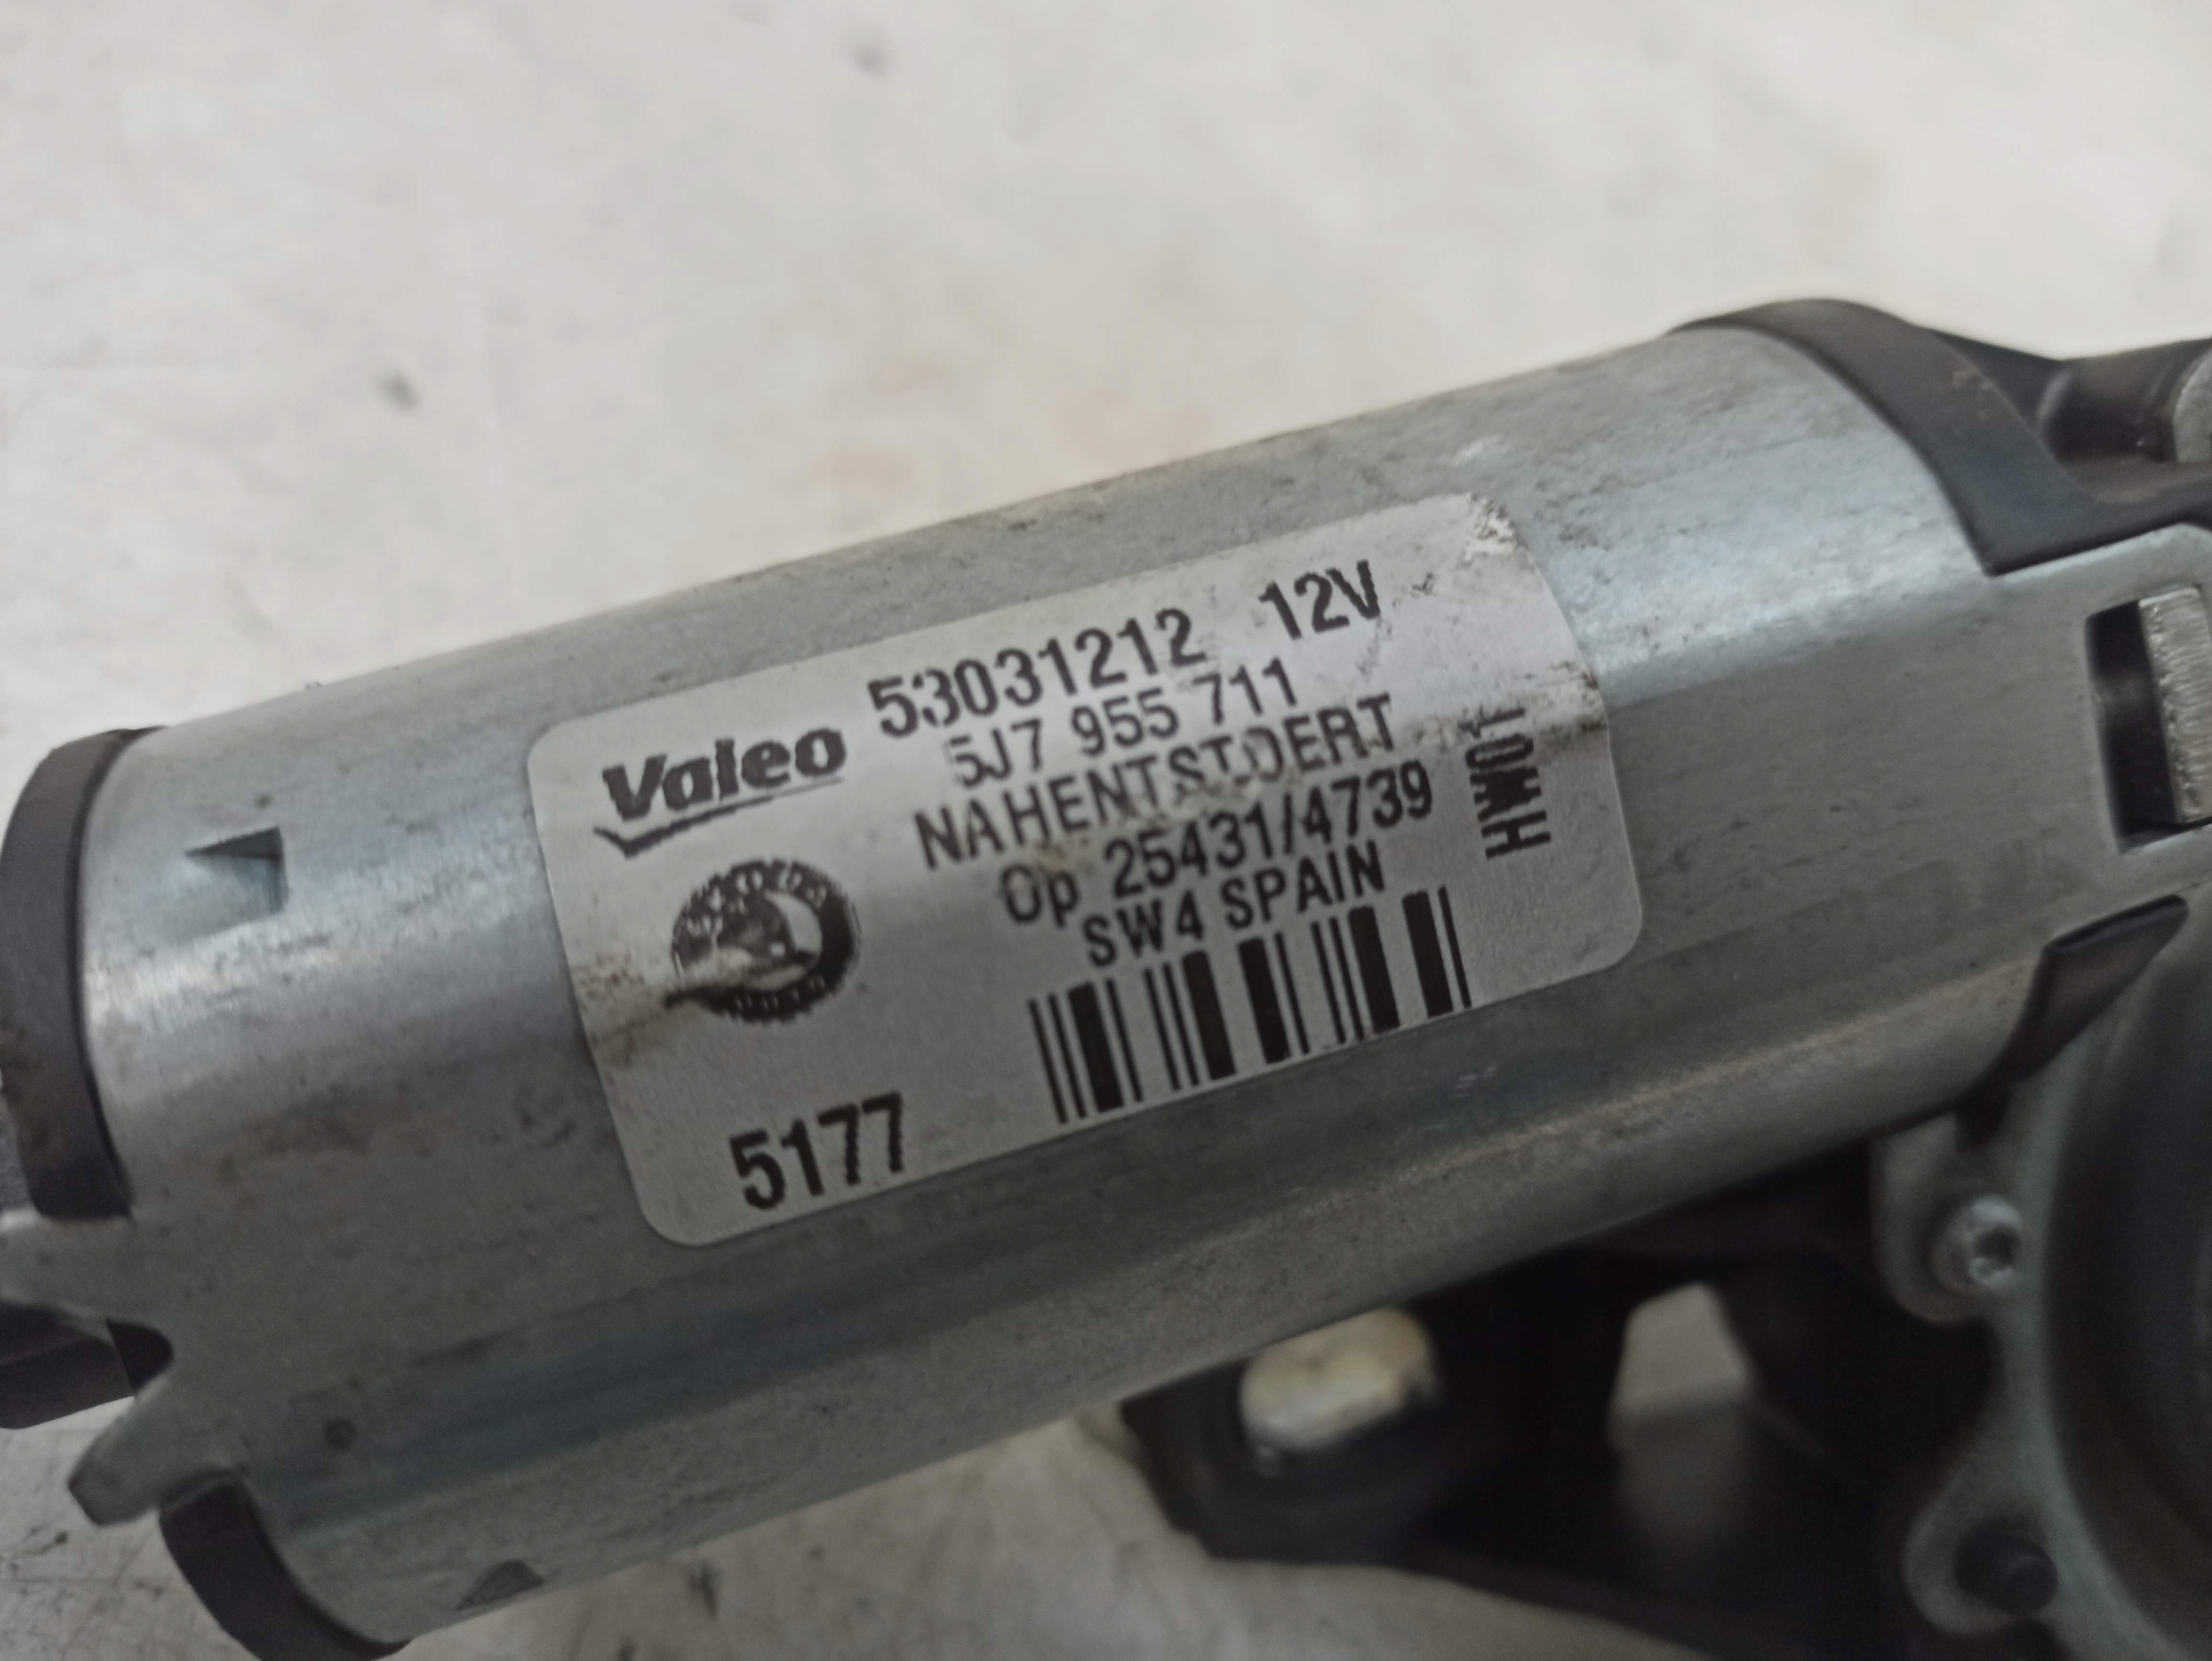 Valeo 53031212 12V
5J7 955 711
NAHENTSTOERT
Op 25431/4739
SW4 SPAIN
HW01
5177